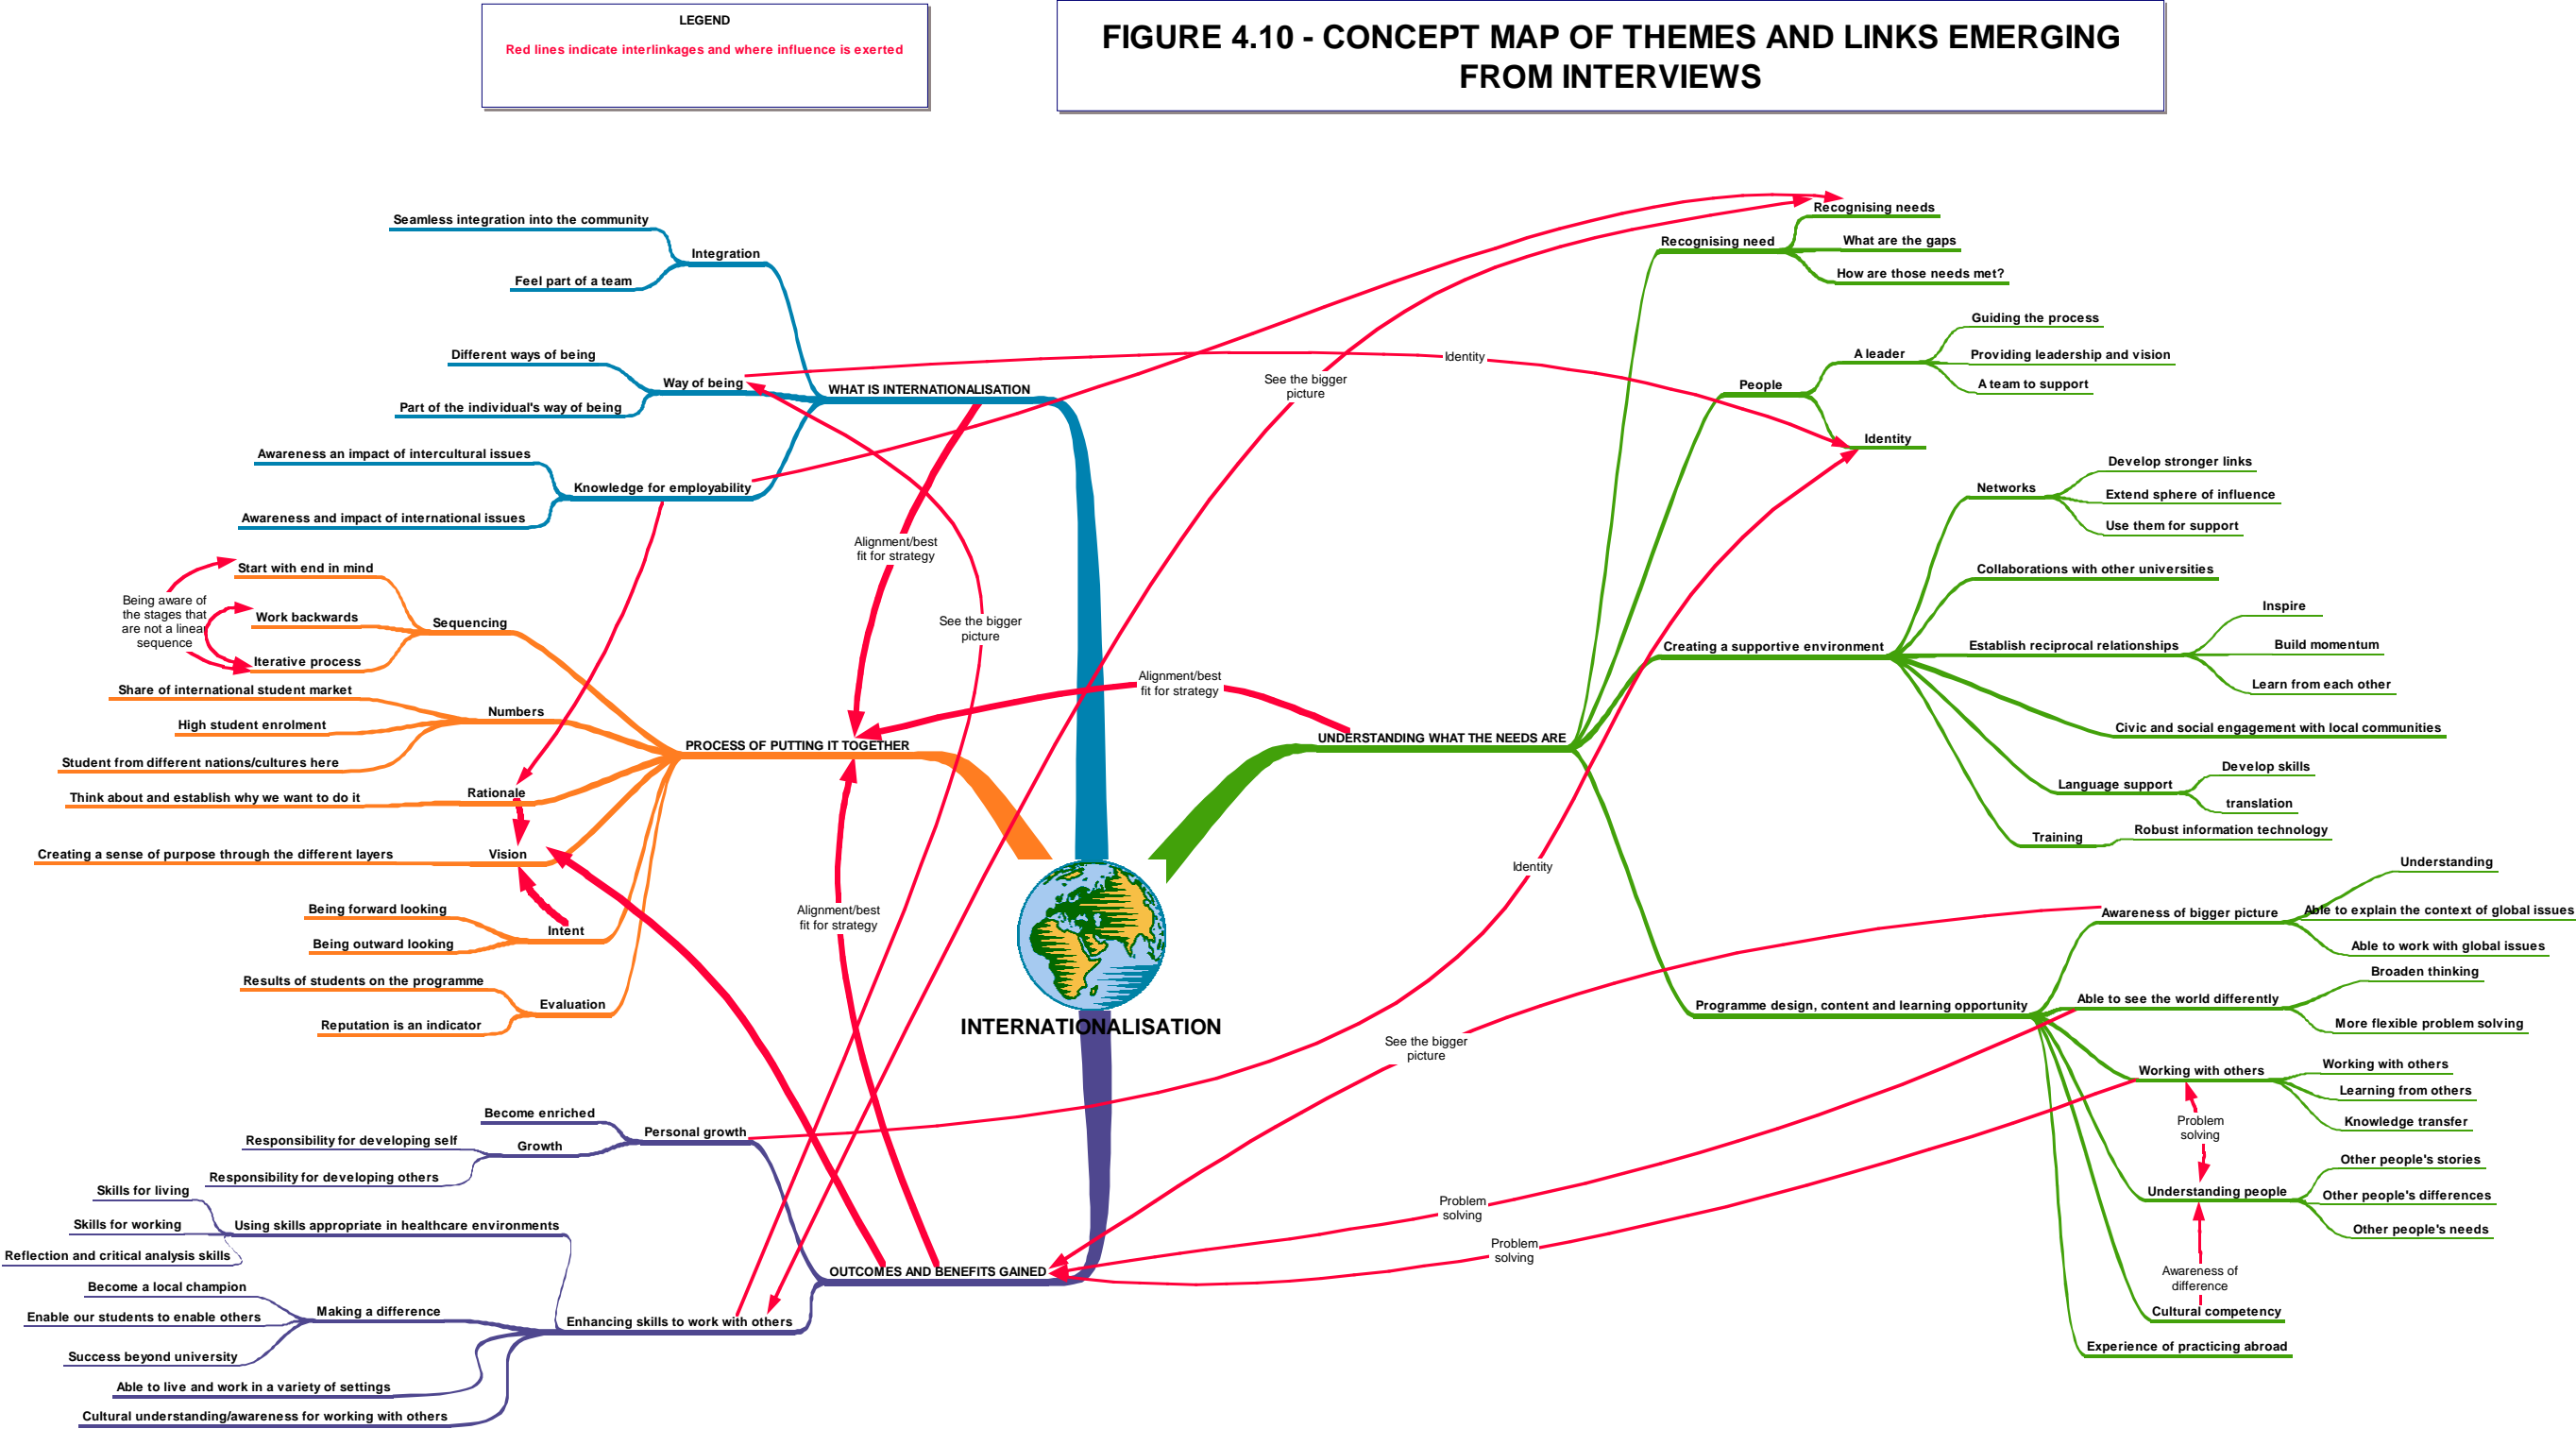 LEGEND
Red lines indicate interlinkages and where influence is exerted
FIGURE 4.10 - CONCEPT MAP OF THEMES AND LINKS EMERGING
FROM INTERVIEWS
Seamless integration into the community
Integration
Feel part of a team
Different ways of being
Way of being
Part of the individual's way of being
WHAT IS INTERNATIONALISATION
Awareness an impact of intercultural issues
Knowledge for employability
Awareness and impact of international issues
Alignment/best
fit for strategy
See the bigger
picture
See the bigger
picture
Identity
Being aware of
the stages that
are not a linear
sequence
Start with end in mind
Work backwards
Sequencing
Iterative process
Share of international student market
Numbers
High student enrolment
Student from different nations/cultures here
PROCESS OF PUTTING IT TOGETHER
Think about and establish why we want to do it
Rationale
Creating a sense of purpose through the different layers
Vision
Being forward looking
Intent
Being outward looking
Results of students on the programme
Evaluation
Reputation is an indicator
Alignment/best
fit for strategy
Alignment/best
fit for strategy
INTERNATIONALISATION
Become enriched
Personal growth
Responsibility for developing self
Growth
Responsibility for developing others
Skills for living
Skills for working
Using skills appropriate in healthcare environments
Reflection and critical analysis skills
Become a local champion
Making a difference
Enable our students to enable others
Success beyond university
Enhancing skills to work with others
Able to live and work in a variety of settings
Cultural understanding/awareness for working with others
OUTCOMES AND BENEFITS GAINED
Recognising needs
Recognising need
What are the gaps
How are those needs met?
Guiding the process
A leader
Providing leadership and vision
A team to support
People
Identity
Develop stronger links
Networks
Extend sphere of influence
Use them for support
Collaborations with other universities
Inspire
Creating a supportive environment
Establish reciprocal relationships
Build momentum
Learn from each other
Civic and social engagement with local communities
UNDERSTANDING WHAT THE NEEDS ARE
Develop skills
Language support
translation
Training
Robust information technology
Identity
Understanding
Awareness of bigger picture
Able to explain the context of global issues
Able to work with global issues
Broaden thinking
Programme design, content and learning opportunity
Able to see the world differently
More flexible problem solving
See the bigger
picture
Working with others
Working with others
Learning from others
Knowledge transfer
Problem
solving
Other people's stories
Understanding people
Other people's differences
Other people's needs
Problem
solving
Problem
solving
Awareness of
difference
Cultural competency
Experience of practicing abroad